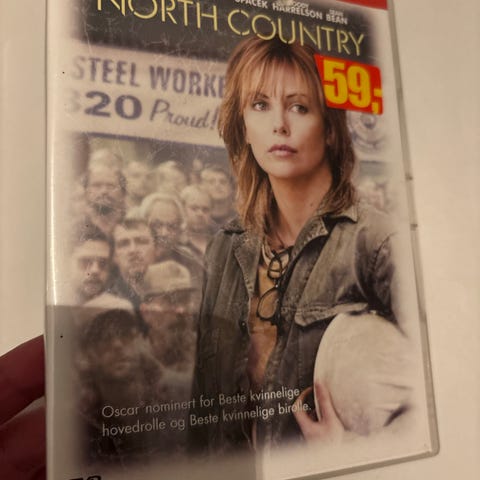 SPACEK HARRELSON BEAN
NORTH COUNTRY
59,-
STEEL WORKE
320 Proud!
Oscar® nominert for Beste kvinnelige
hovedrolle og Beste kvinnelige birolle.